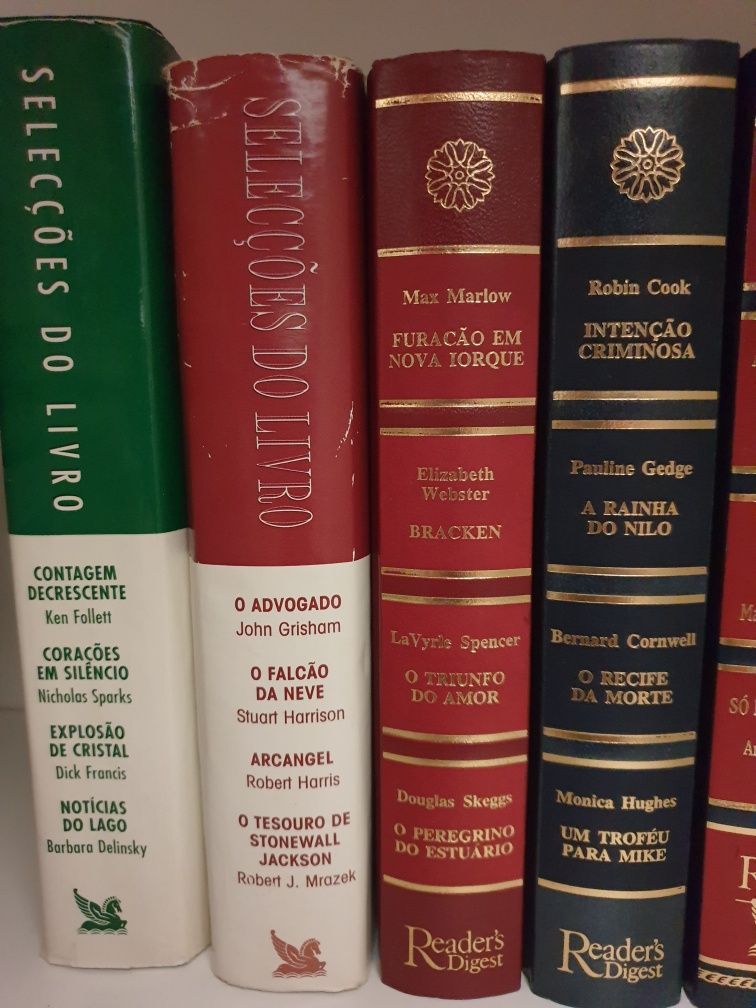 SELECÇÕES DO LIVRO
CONTAGEM
DECRESCENTE
Ken Follett
CORAÇÕES
EM SILÊNCIO
Nicholas Sparks
EXPLOSÃO
DE CRISTAL
Dick Francis
NOTÍCIAS
DO LAGO
Barbara Delinsky
SELECÇÕES DO LIVRO
O ADVOGADO
John Grisham
O FALCÃO
DA NEVE
Stuart Harrison
ARCANGEL
Robert Harris
O TESOURO DE
STONEWALL
JACKSON
Robert J. Mrazek
Max Marlow
FURACÃO EM
NOVA IORQUE
Elizabeth
Webster
BRACKEN
LaVyrle Spencer
O TRIUNFO
DO AMOR
Douglas Skeggs
O PEREGRINO
DO ESTUÁRIO
Reader's
Digest
Robin Cook
INTENÇÃO
CRIMINOSA
Pauline Gedge
A RAINHA
DO NILO
Bernard Cornwell
O RECIFE
DA MORTE
Monica Hughes
UM TROFÉU
PARA MIKE
Reader's
Digest
SÓ